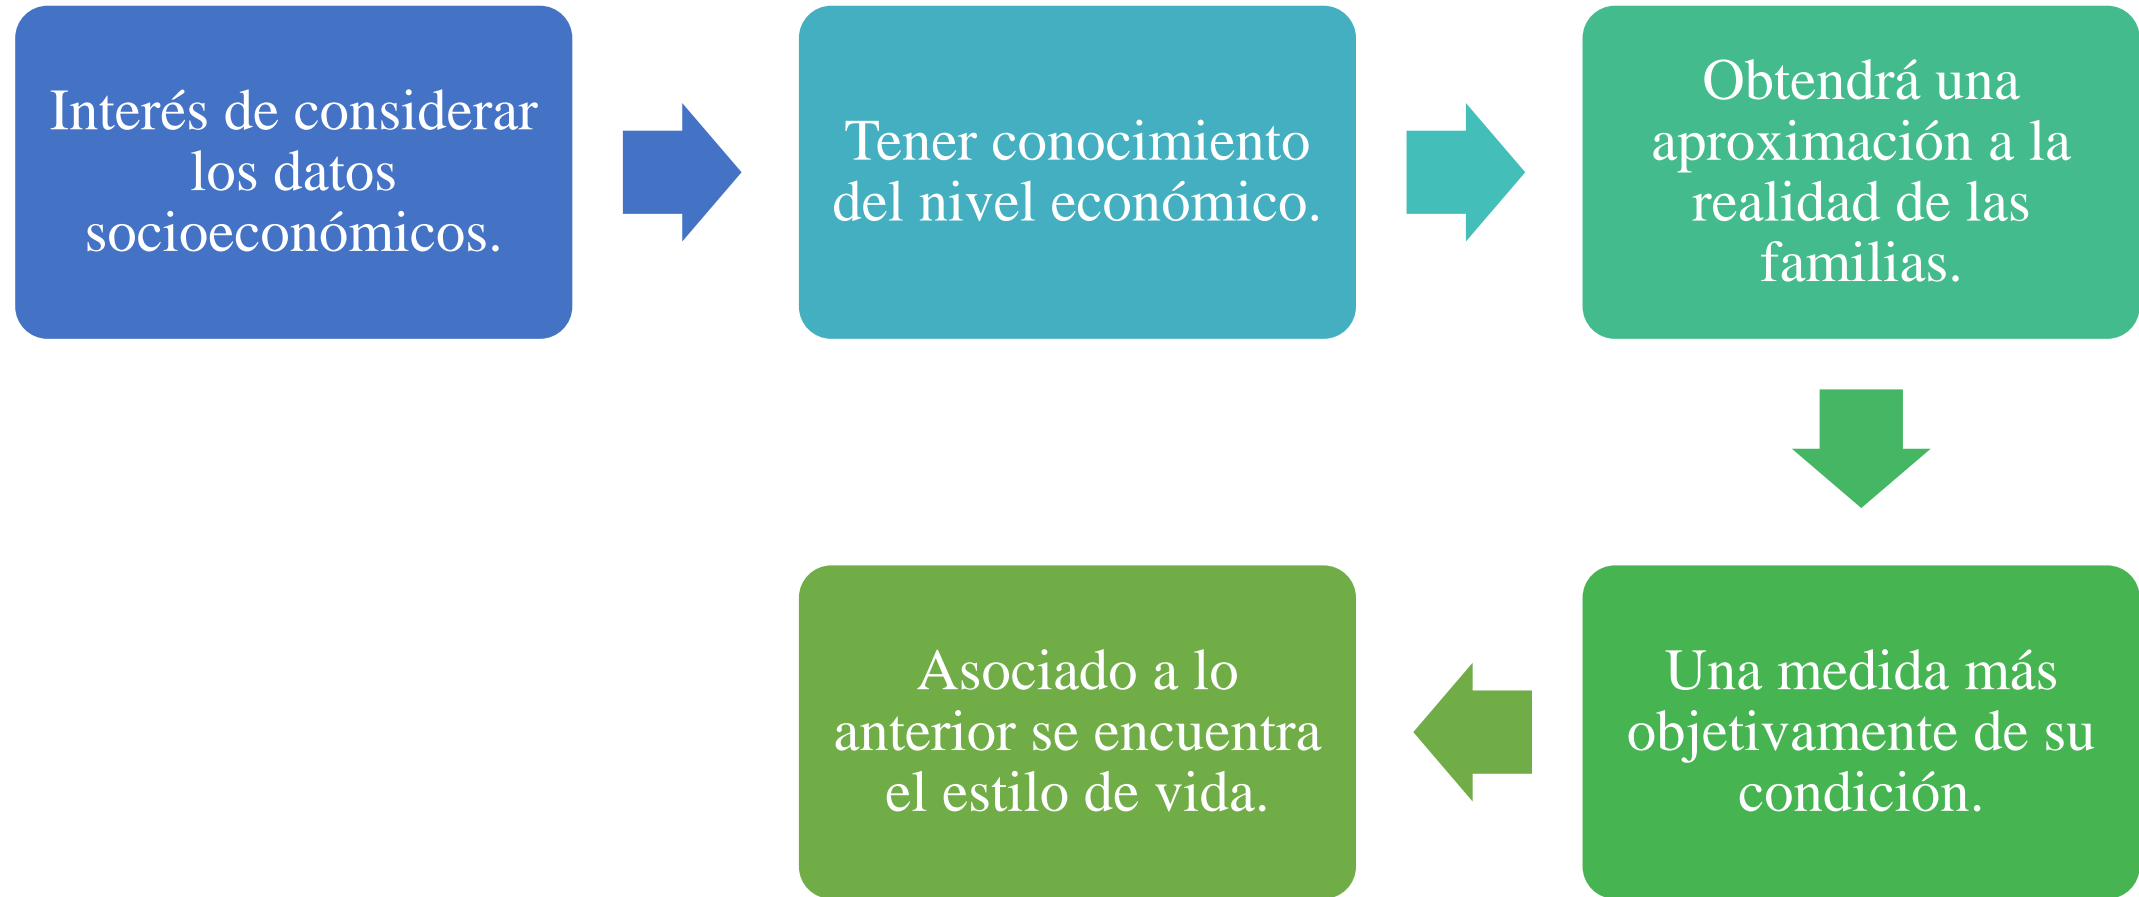 Interés de considerar
los datos
socioeconómicos.
Tener conocimiento
del nivel económico.
Obtendrá una
aproximación a la
realidad de las
familias.
Una medida más
objetivamente de su
condición.
Asociado a lo
anterior se encuentra
el estilo de vida.